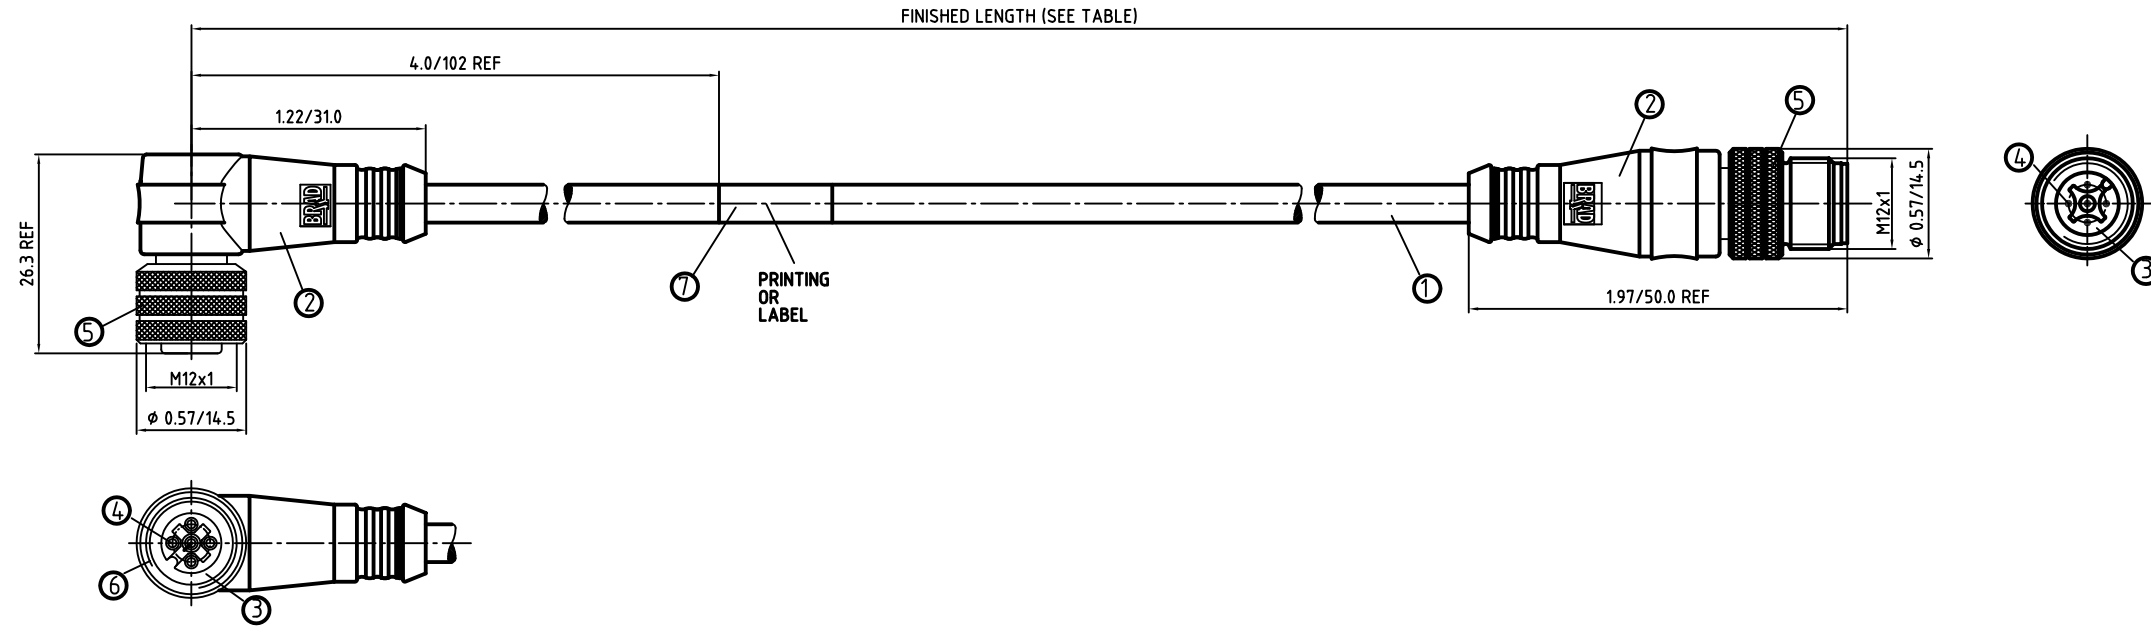 FINISHED LENGTH (SEE TABLE)
4.0/102 REF
1.22/31.0
2
5
26.3 REF
BRAD
BRAD
M12x1
ϕ 0.57/14.5
4
3
2
5
7
PRINTING
OR
LABEL
1
1.97/50.0 REF
M12x1
ϕ 0.57/14.5
4
6
3